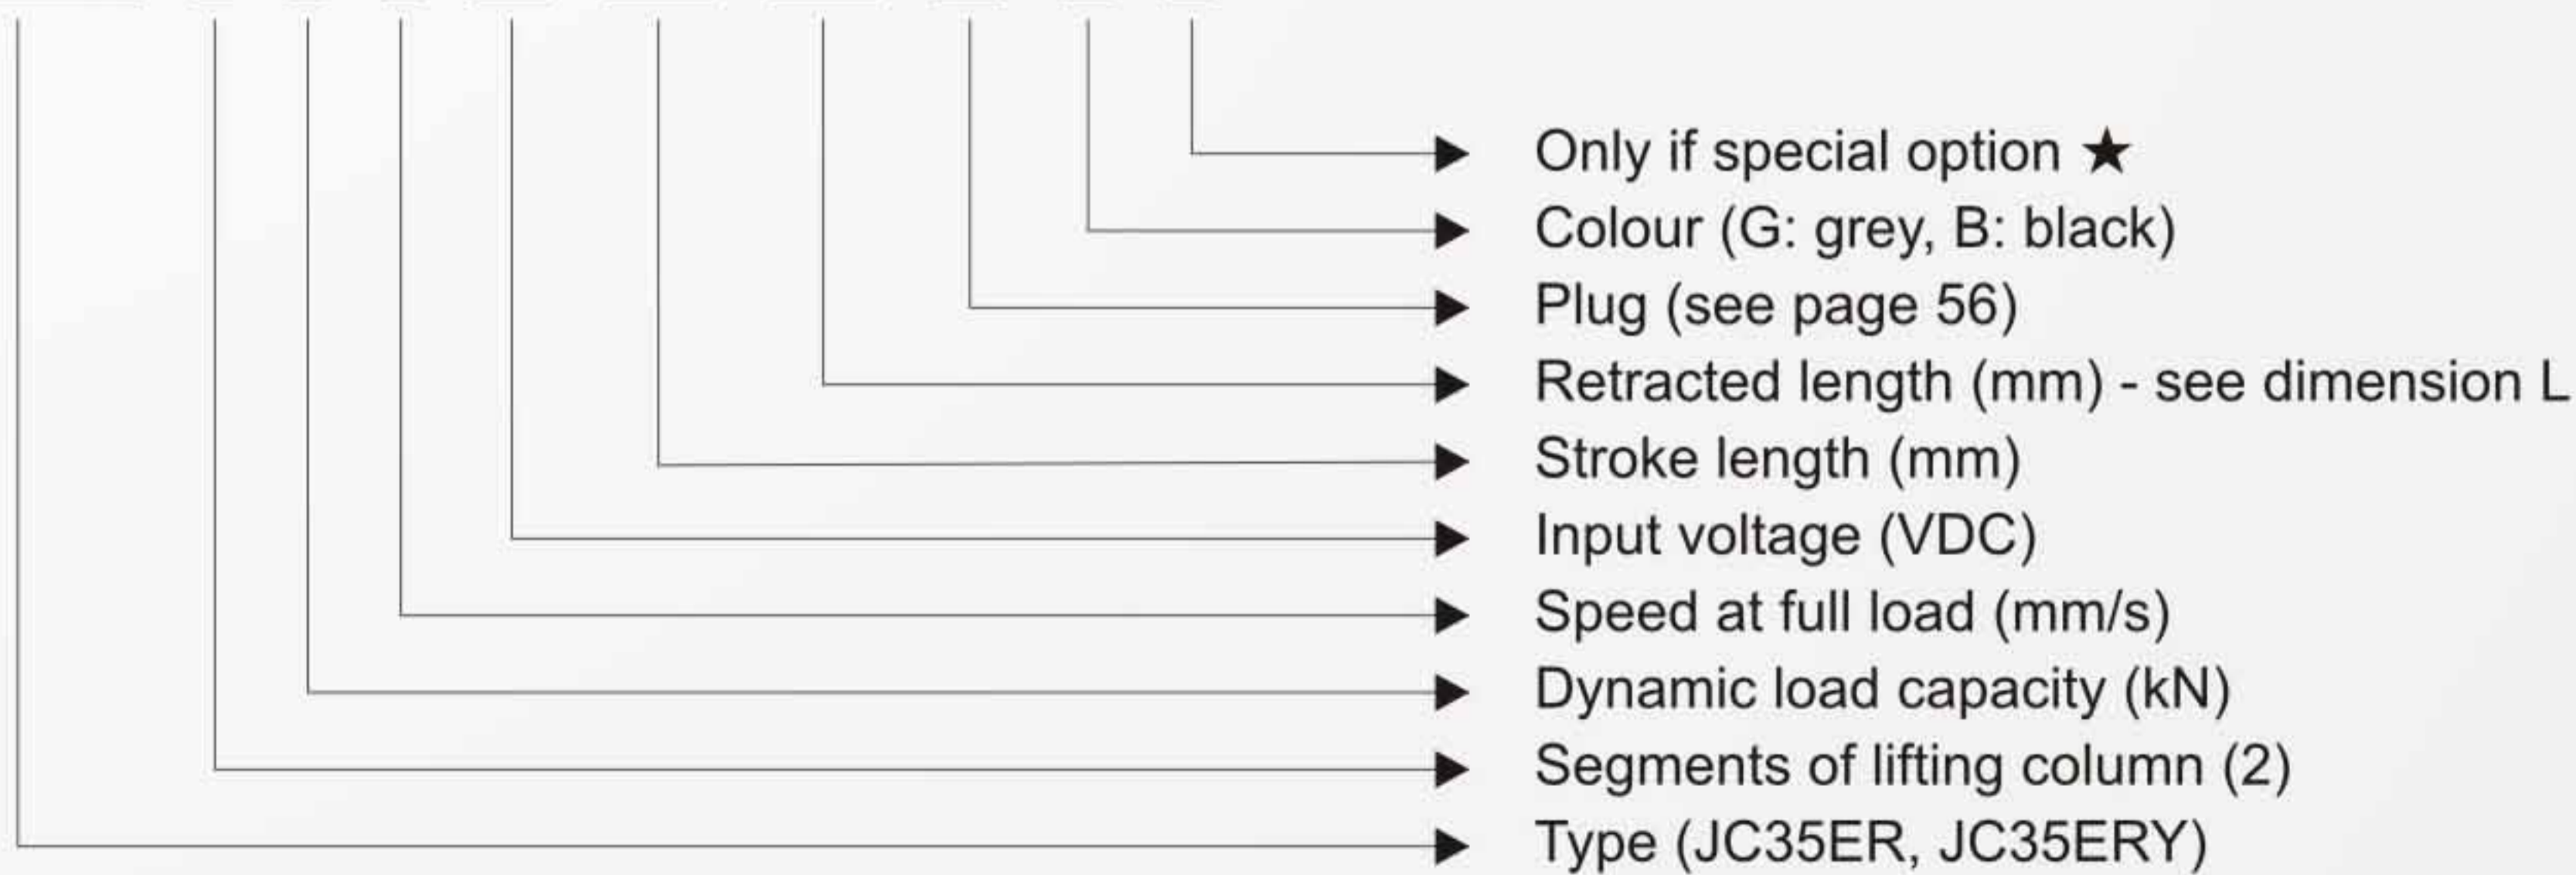 Only if special option ★
Colour (G: grey, B: black)
Plug (see page 56)
Retracted length (mm) - see dimension L
Stroke length (mm)
Input voltage (VDC)
Speed at full load (mm/s)
Dynamic load capacity (kN)
Segments of lifting column (2)
Type (JC35ER, JC35ERY)